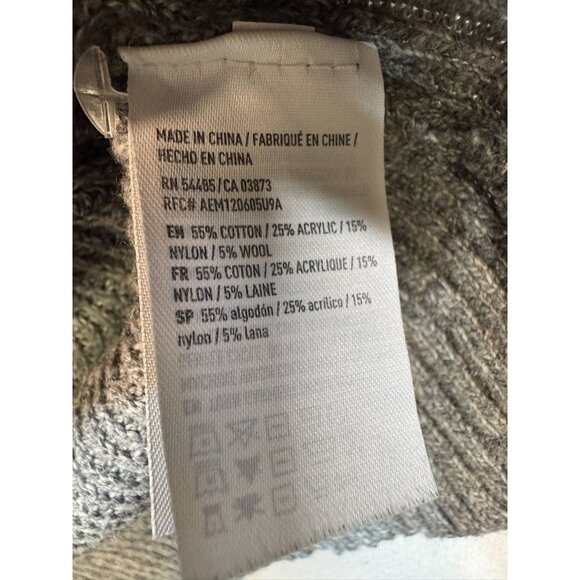 MADE IN CHINA / FABRIQUÉ EN CHINE /
HECHO EN CHINA
RN 54485 / CA 03873
RFC# AEM120605U9A
EN 55% COTTON / 25% ACRYLIC / 15%
NYLON / 5% WOOL
FR 55% COTON / 25% ACRYLIQUE / 15%
NYLON / 5% LAINE
SP 55% algodón / 25% acrílico / 15%
nylon / 5% lana